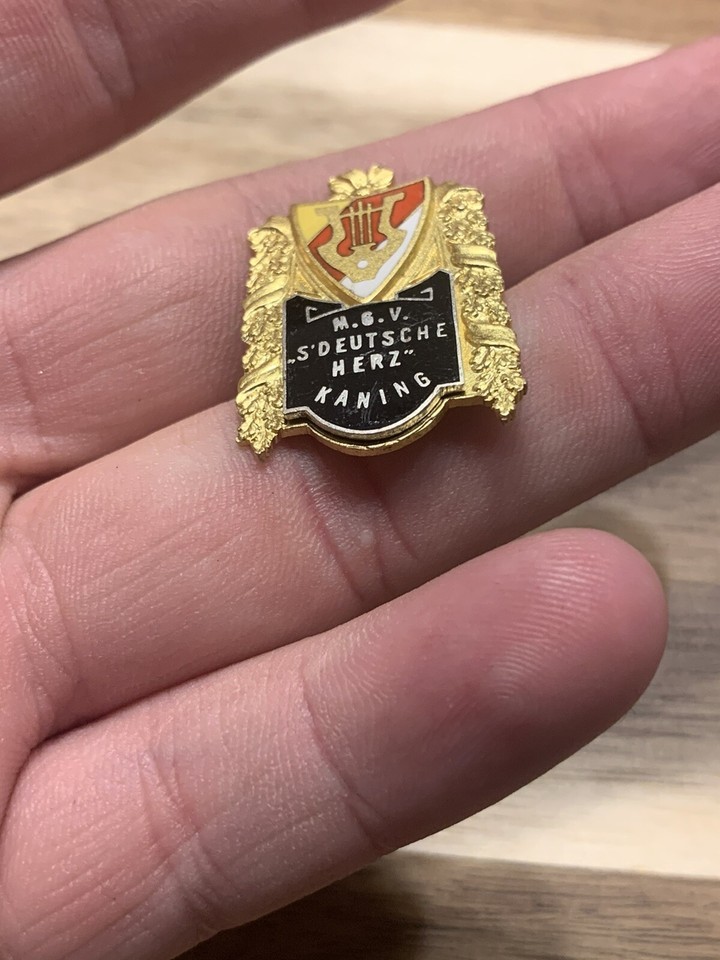 M.G.V.
„S'DEUTSCHE
HERZ"
KANING